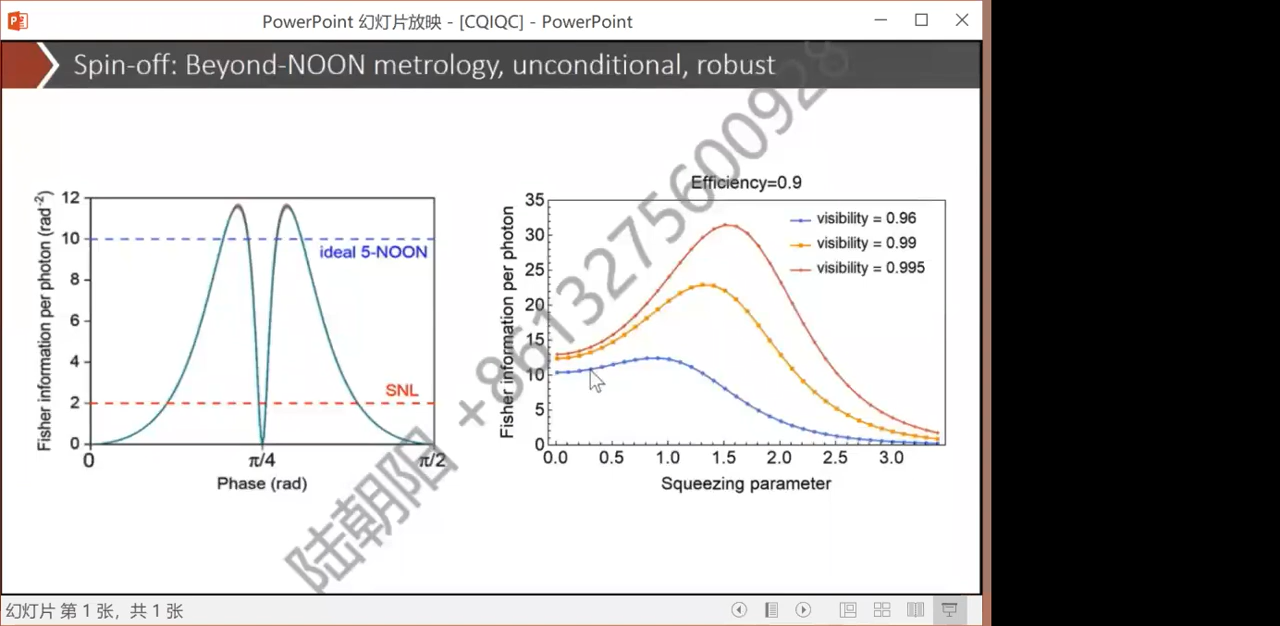 PowerPoint 幻灯片放映 - [CQIQC] - PowerPoint
Spin-off: Beyond-NOON metrology, unconditional, robust
Fisher information per photon (rad⁻²)
12
10
8
6
4
2
0
ideal 5-NOON
SNL
0
π/4
π/2
Phase (rad)
Efficiency=0.9
Fisher information per photon
35
30
25
20
15
10
5
0
visibility = 0.96
visibility = 0.99
visibility = 0.995
0.0 0.5 1.0 1.5 2.0 2.5 3.0
Squeezing parameter
陆朝阳 +8613275600928
幻灯片 第 1 张，共 1 张